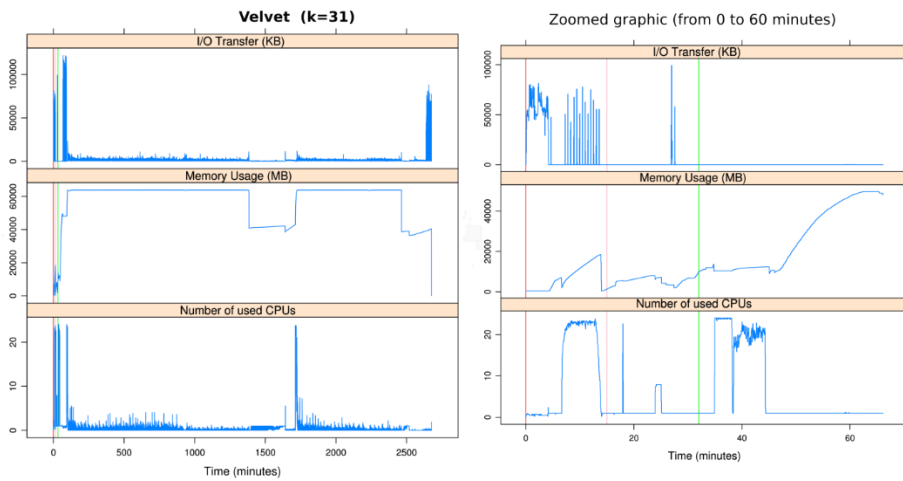 Velvet (k=31)
I/O Transfer (KB)
0
50000
100000
Memory Usage (MB)
0
20000
40000
60000
Number of used CPUs
0
10
20
0 500 1000 1500 2000 2500
Time (minutes)
Zoomed graphic (from 0 to 60 minutes)
I/O Transfer (KB)
0
50000
100000
Memory Usage (MB)
0
20000
40000
Number of used CPUs
0
10
20
0 20 40 60
Time (minutes)